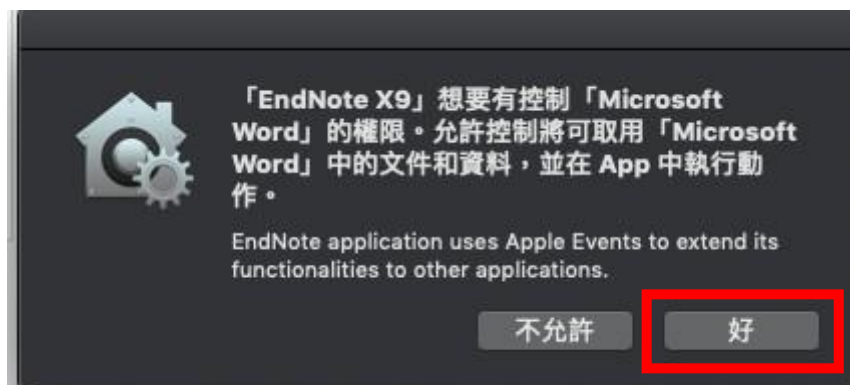 「EndNote X9」想要有控制「Microsoft
Word」的權限。允許控制將可取用「Microsoft
Word」中的文件和資料，並在 App 中執行動
作。
EndNote application uses Apple Events to extend its
functionalities to other applications.
不允許
好